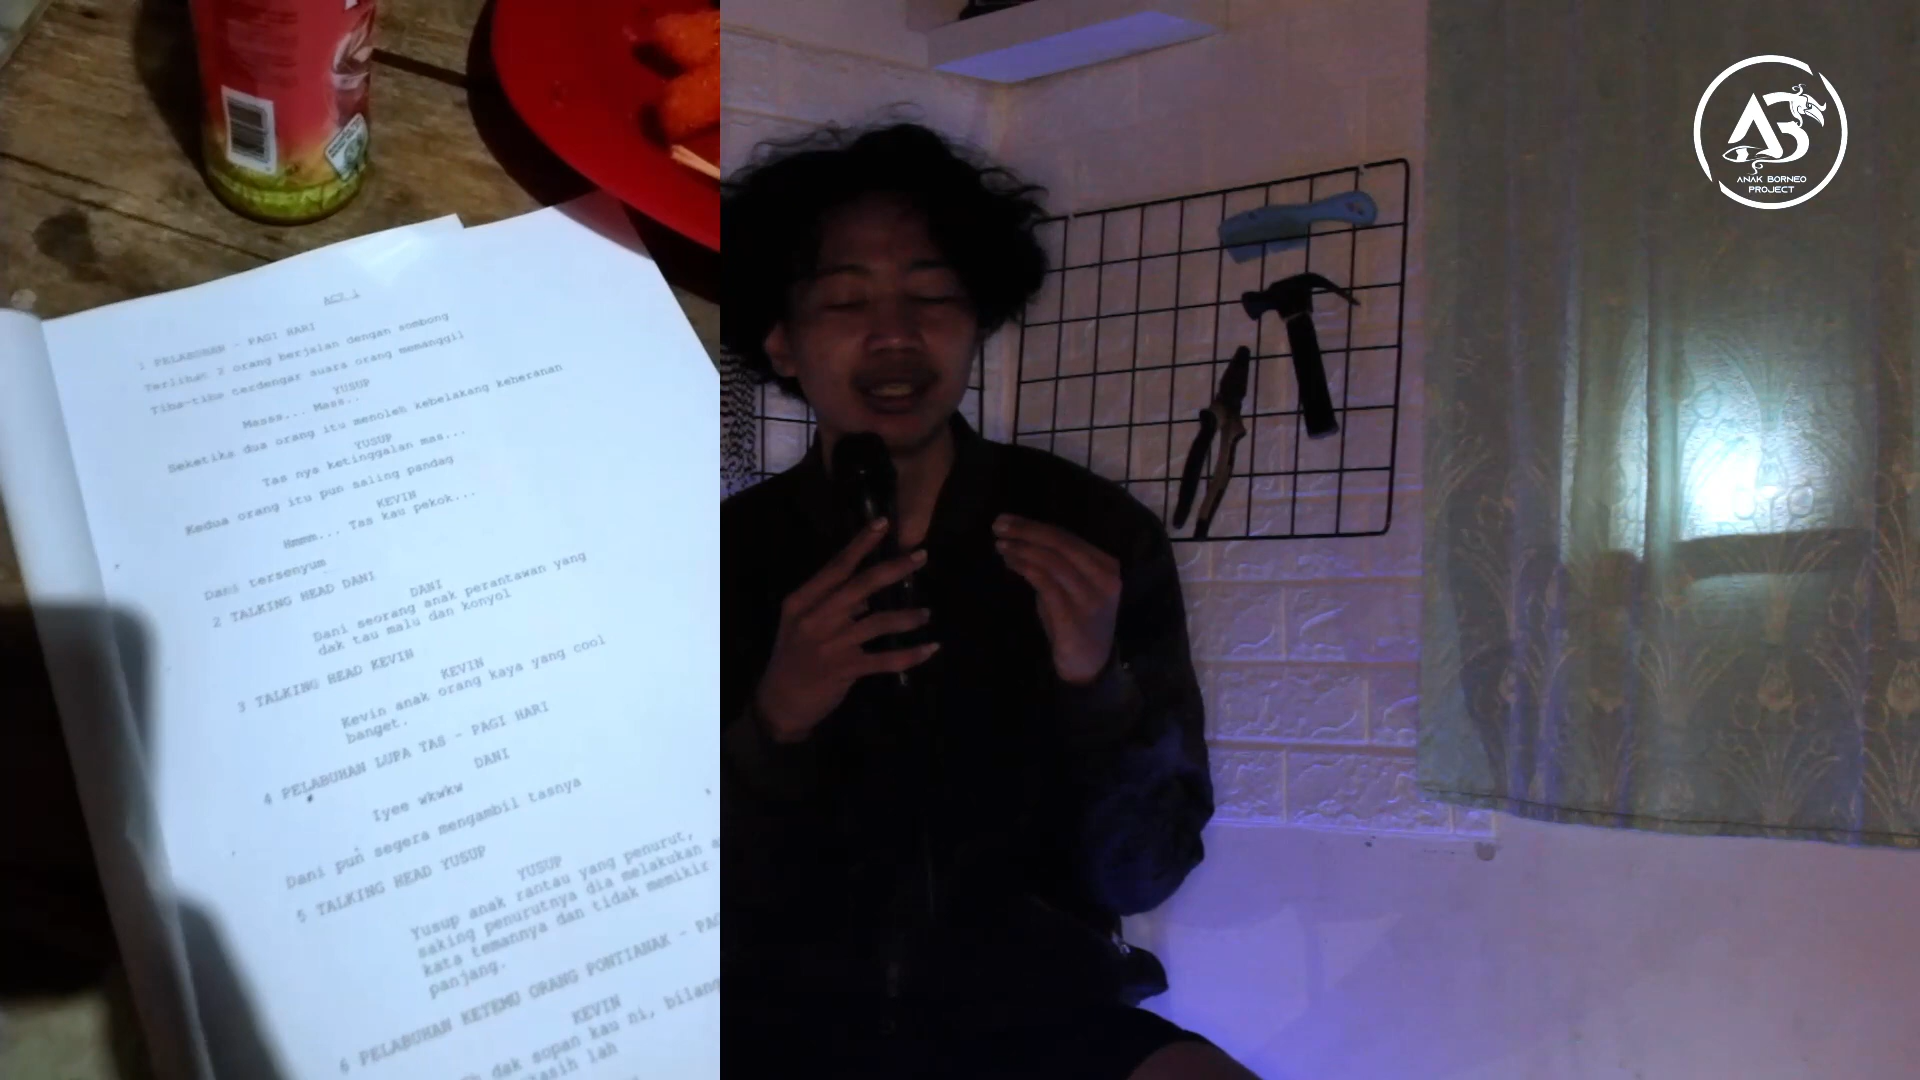 ACT 1
1 PELABUHAN - PAGI HARI
Terlihat 2 orang berjalan dengan sombong
Tiba-tiba terdengar suara orang memanggil
YUSUP
Masss... Mass..
Seketika dua orang itu menoleh kebelakang keheranan
YUSUP
Tas nya ketinggalan mas...
Kedua orang itu pun saling pandag
KEVIN
Hmmm... Tas kau pekok...
Dani tersenyum
2 TALKING HEAD DANI
DANI
Dani seorang anak perantawan yang
dak tau malu dan konyol
3 TALKING HEAD KEVIN
KEVIN
Kevin anak orang kaya yang cool
banget.
4 PELABUHAN LUPA TAS - PAGI HARI
DANI
Iyee wkwkw
Dani pun segera mengambil tasnya
5 TALKING HEAD YUSUP
YUSUP
Yusup anak rantau yang penurut,
saking penurutnya dia melakukan a
kata temannya dan tidak memikir
panjang.
6 PELABUHAN KETEMU ORANG PONTIANAK - PAG
KEVIN
dak sopan kau ni, bilang
asih lah
AB
ANAK BORNEO
PROJECT